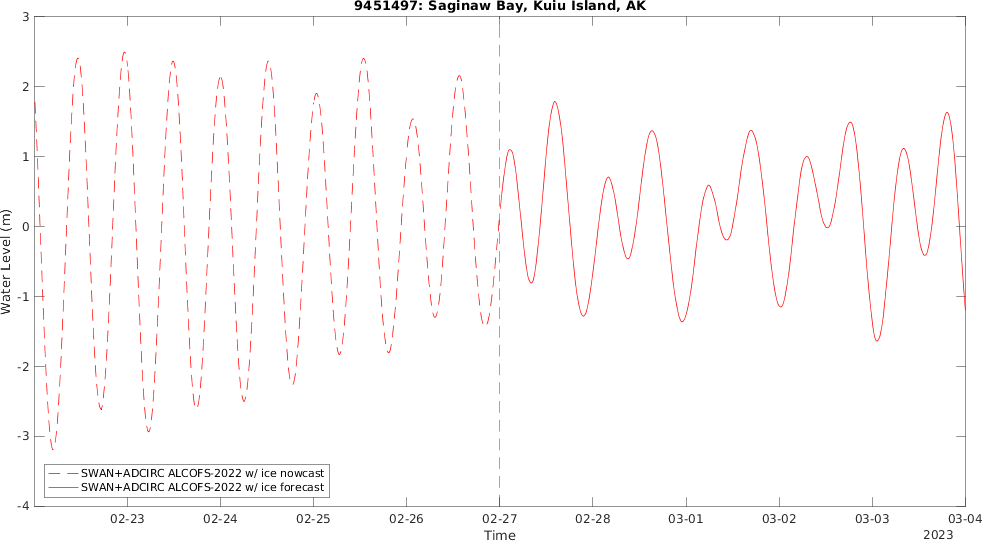 9451497: Saginaw Bay, Kuiu Island, AK
3
2
1
0
-1
-2
-3
-4
Water Level (m)
SWAN+ADCIRC ALCOFS-2022 w/ ice nowcast
SWAN+ADCIRC ALCOFS-2022 w/ ice forecast
02-23 02-24 02-25 02-26 02-27 02-28 03-01 03-02 03-03 03-04
Time
2023